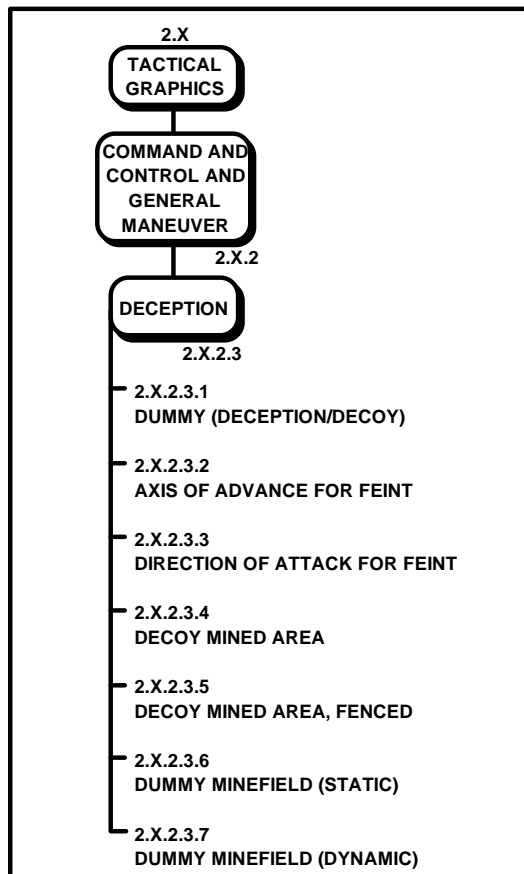 2.X
TACTICAL
GRAPHICS
COMMAND AND
CONTROL AND
GENERAL
MANEUVER
2.X.2
DECEPTION
2.X.2.3
2.X.2.3.1
DUMMY (DECEPTION/DECOY)
2.X.2.3.2
AXIS OF ADVANCE FOR FEINT
2.X.2.3.3
DIRECTION OF ATTACK FOR FEINT
2.X.2.3.4
DECOY MINED AREA
2.X.2.3.5
DECOY MINED AREA, FENCED
2.X.2.3.6
DUMMY MINEFIELD (STATIC)
2.X.2.3.7
DUMMY MINEFIELD (DYNAMIC)